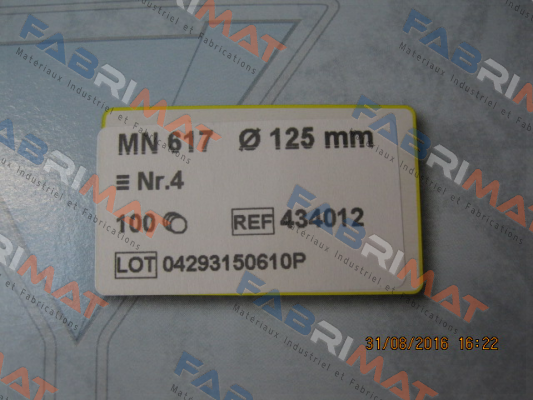 MN 617 Ø 125 mm
≡ Nr.4
100
REF 434012
LOT 04293150610P
31/08/2016 16:22
FABRIMAT
Materiaux Industriel et Fabrications